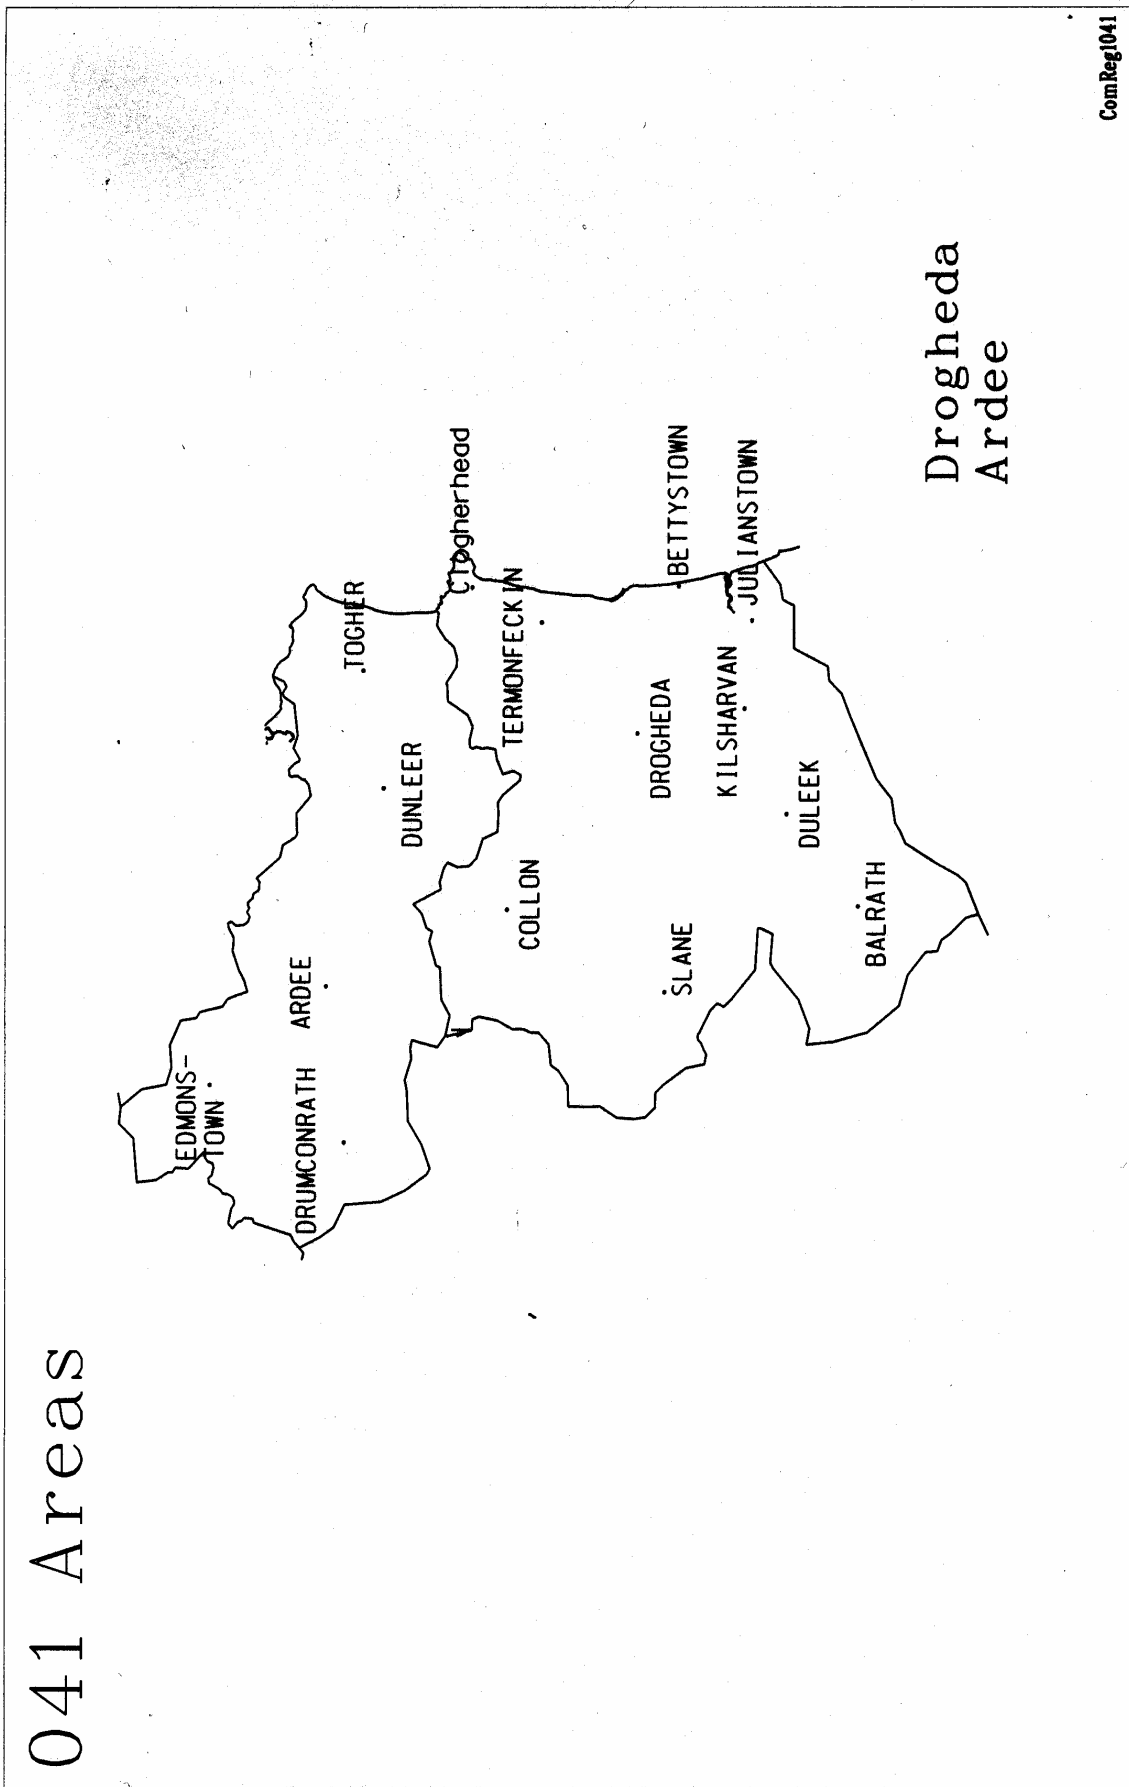 041 Areas
EDMONS-
TOWN
DRUMCONRATH
ARDEE
TOGHER
DUNLEER
Clogherhead
TERMONFECKIN
COLLON
DROGHEDA
BETTYSTOWN
SLANE
KILSHARVAN
JULIANSTOWN
DULEEK
BALRATH
Drogheda
Ardee
ComReg1041